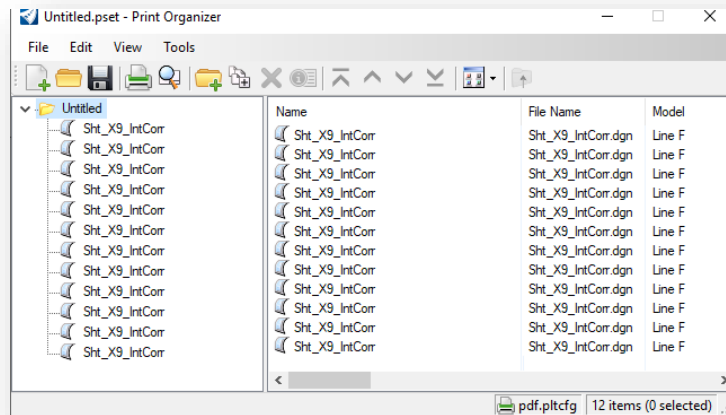 Untitled.pset - Print Organizer
File Edit View Tools
Untitled
Sht_X9_IntCorr
Sht_X9_IntCorr
Sht_X9_IntCorr
Sht_X9_IntCorr
Sht_X9_IntCorr
Sht_X9_IntCorr
Sht_X9_IntCorr
Sht_X9_IntCorr
Sht_X9_IntCorr
Sht_X9_IntCorr
Sht_X9_IntCorr
Sht_X9_IntCorr
Name File Name Model
Sht_X9_IntCorr Sht_X9_IntCorr.dgn Line F
Sht_X9_IntCorr Sht_X9_IntCorr.dgn Line F
Sht_X9_IntCorr Sht_X9_IntCorr.dgn Line F
Sht_X9_IntCorr Sht_X9_IntCorr.dgn Line F
Sht_X9_IntCorr Sht_X9_IntCorr.dgn Line F
Sht_X9_IntCorr Sht_X9_IntCorr.dgn Line F
Sht_X9_IntCorr Sht_X9_IntCorr.dgn Line F
Sht_X9_IntCorr Sht_X9_IntCorr.dgn Line F
Sht_X9_IntCorr Sht_X9_IntCorr.dgn Line F
Sht_X9_IntCorr Sht_X9_IntCorr.dgn Line F
Sht_X9_IntCorr Sht_X9_IntCorr.dgn Line F
Sht_X9_IntCorr Sht_X9_IntCorr.dgn Line F
pdf.pltcfg 12 items (0 selected)